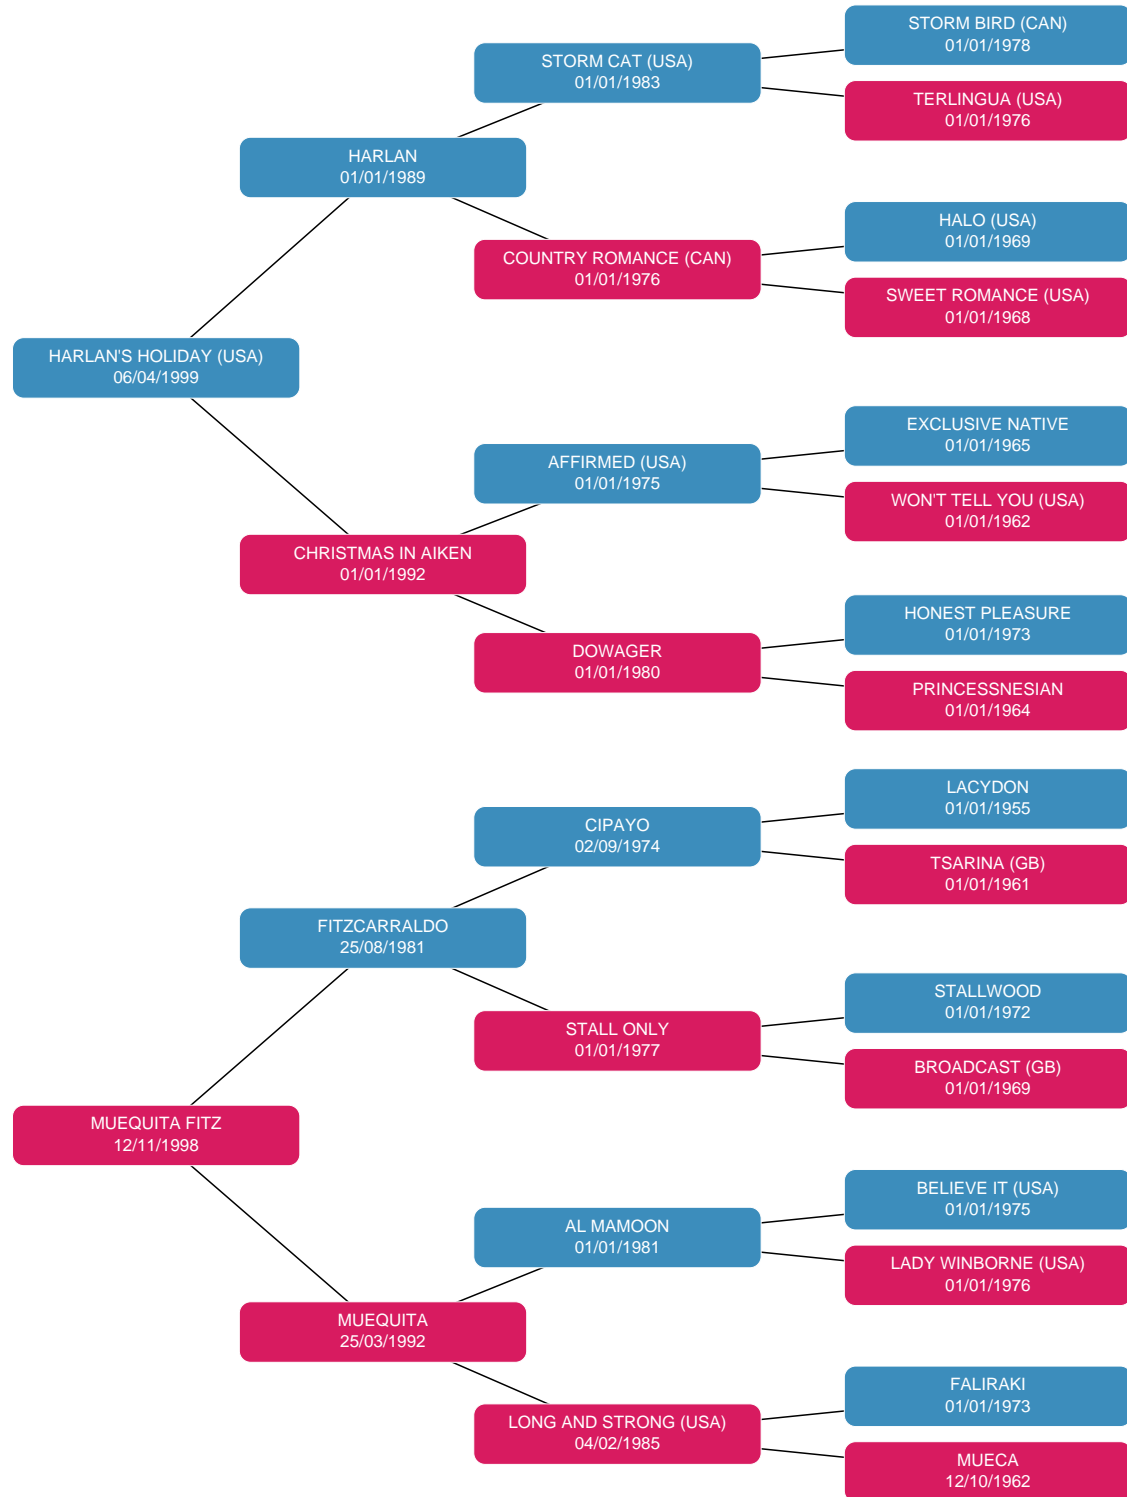 STORM BIRD (CAN)
01/01/1978
STORM CAT (USA)
01/01/1983
TERLINGUA (USA)
01/01/1976
HARLAN
01/01/1989
HALO (USA)
01/01/1969
COUNTRY ROMANCE (CAN)
01/01/1976
SWEET ROMANCE (USA)
01/01/1968
HARLAN'S HOLIDAY (USA)
06/04/1999
EXCLUSIVE NATIVE
01/01/1965
AFFIRMED (USA)
01/01/1975
WON'T TELL YOU (USA)
01/01/1962
CHRISTMAS IN AIKEN
01/01/1992
HONEST PLEASURE
01/01/1973
DOWAGER
01/01/1980
PRINCESSNESIAN
01/01/1964
LACYDON
01/01/1955
CIPAYO
02/09/1974
TSARINA (GB)
01/01/1961
FITZCARRALDO
25/08/1981
STALLWOOD
01/01/1972
STALL ONLY
01/01/1977
BROADCAST (GB)
01/01/1969
MUEQUITA FITZ
12/11/1998
BELIEVE IT (USA)
01/01/1975
AL MAMOON
01/01/1981
LADY WINBORNE (USA)
01/01/1976
MUEQUITA
25/03/1992
FALIRAKI
01/01/1973
LONG AND STRONG (USA)
04/02/1985
MUECA
12/10/1962